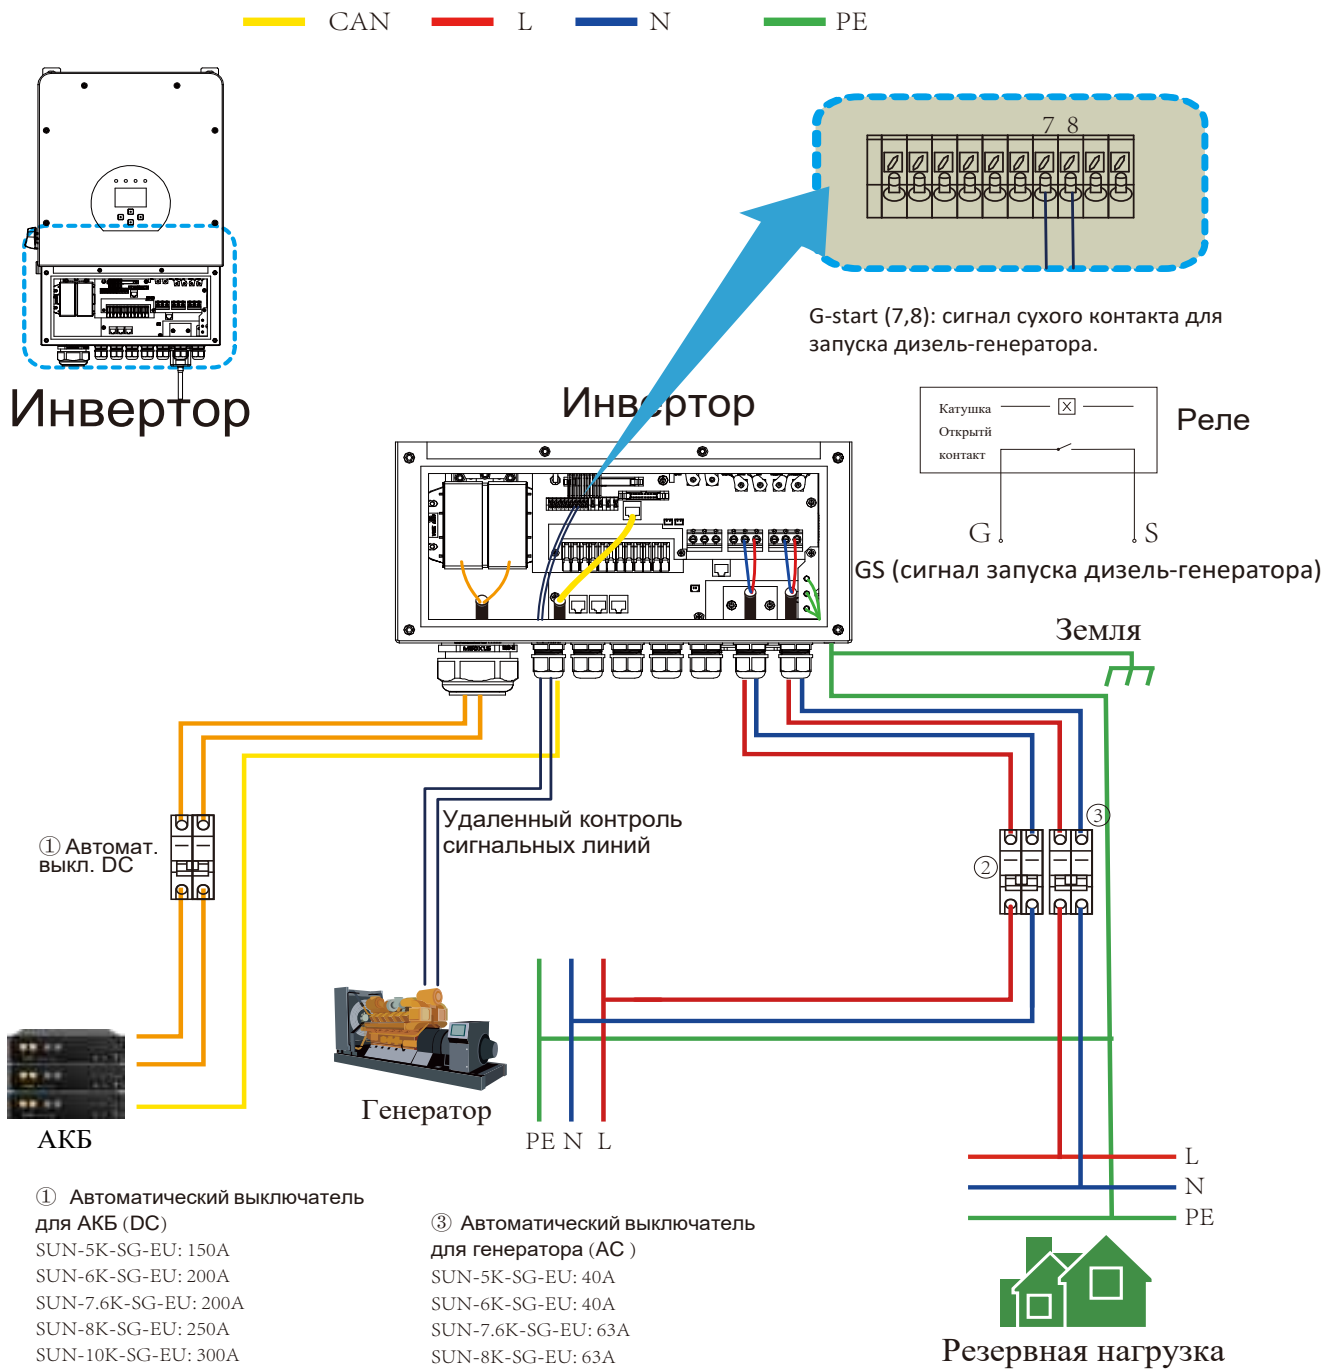 CAN L N PE
7 8
G-start (7,8): сигнал сухого контакта для
запуска дизель-генератора.
Инвертор
Инвертор
Катушка
Открытй
контакт
Реле
G S
GS (сигнал запуска дизель-генератора)
Земля
① Автомат.
выкл. DC
Удаленный контроль
сигнальных линий
②
③
АКБ
Генератор
PE N L
L
N
PE
Резервная нагрузка
① Автоматический выключатель
для АКБ (DC)
SUN-5K-SG-EU: 150A
SUN-6K-SG-EU: 200A
SUN-7.6K-SG-EU: 200A
SUN-8K-SG-EU: 250A
SUN-10K-SG-EU: 300A
③ Автоматический выключатель
для генератора (AC )
SUN-5K-SG-EU: 40A
SUN-6K-SG-EU: 40A
SUN-7.6K-SG-EU: 63A
SUN-8K-SG-EU: 63A